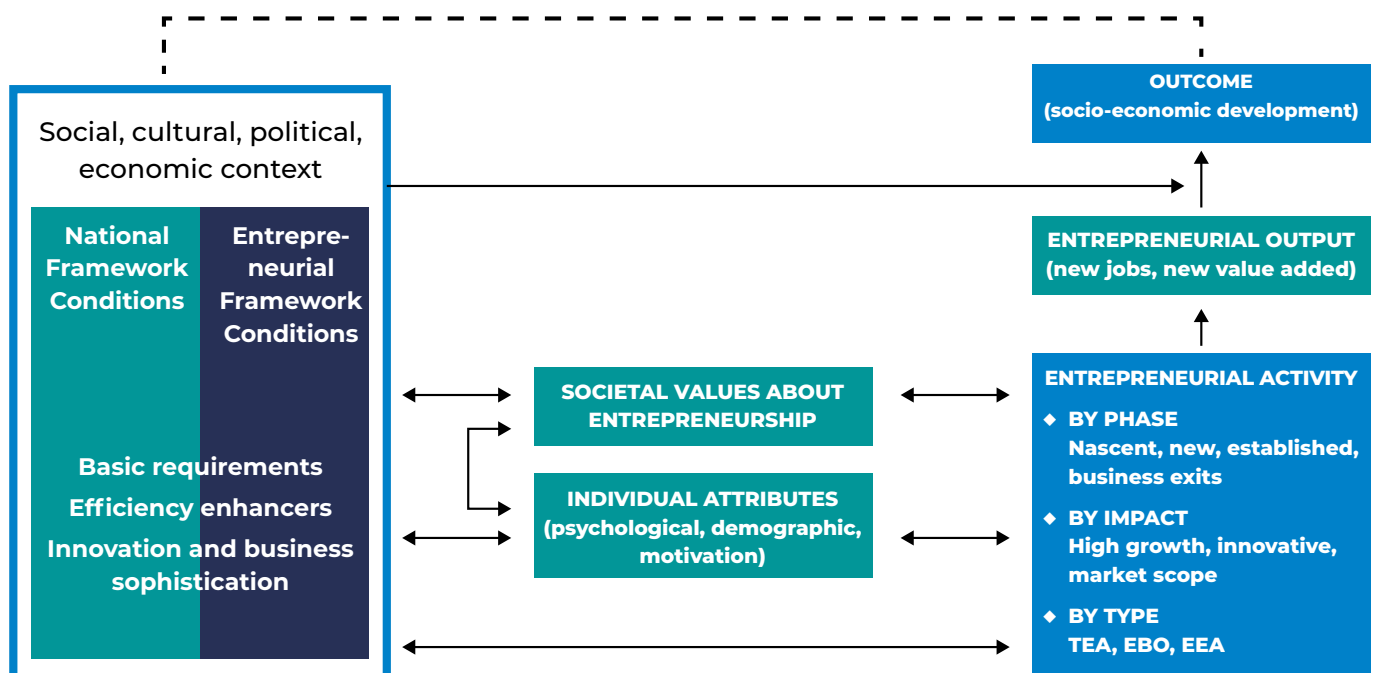 Social, cultural, political,
economic context
National
Framework
Conditions
Entrepre-
neurial
Framework
Conditions
Basic requirements
Efficiency enhancers
Innovation and business
sophistication
SOCIETAL VALUES ABOUT
ENTREPRENEURSHIP
INDIVIDUAL ATTRIBUTES
(psychological, demographic,
motivation)
OUTCOME
(socio-economic development)
ENTREPRENEURIAL OUTPUT
(new jobs, new value added)
ENTREPRENEURIAL ACTIVITY
◆ BY PHASE
Nascent, new, established,
business exits
◆ BY IMPACT
High growth, innovative,
market scope
◆ BY TYPE
TEA, EBO, EEA